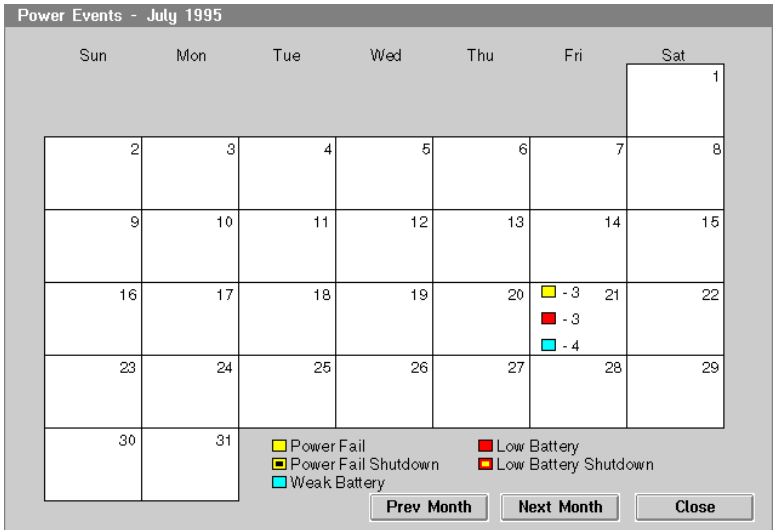 Power Events - July 1995
Sun Mon Tue Wed Thu Fri Sat
1
2 3 4 5 6 7 8
9 10 11 12 13 14 15
16 17 18 19 20 - 3 21 22
- 3
- 4
23 24 25 26 27 28 29
30 31
Power Fail Low Battery
Power Fail Shutdown Low Battery Shutdown
Weak Battery
Prev Month Next Month Close